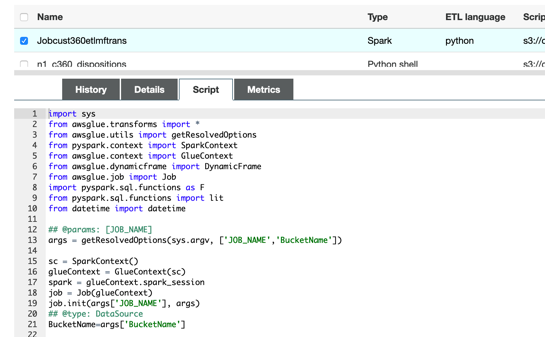 Name Type ETL language Scrip
Jobcust360etlmftrans Spark python s3://c
n1_c360_dispositions Python shell s3://c
History Details Script Metrics
1 import sys
2 from awsglue.transforms import *
3 from awsglue.utils import getResolvedOptions
4 from pyspark.context import SparkContext
5 from awsglue.context import GlueContext
6 from awsglue.dynamicframe import DynamicFrame
7 from awsglue.job import Job
8 import pyspark.sql.functions as F
9 from pyspark.sql.functions import lit
10 from datetime import datetime
11
12 ## @params: [JOB_NAME]
13 args = getResolvedOptions(sys.argv, ['JOB_NAME','BucketName'])
14
15 sc = SparkContext()
16 glueContext = GlueContext(sc)
17 spark = glueContext.spark_session
18 job = Job(glueContext)
19 job.init(args['JOB_NAME'], args)
20 ## @type: DataSource
21 BucketName=args['BucketName']
22